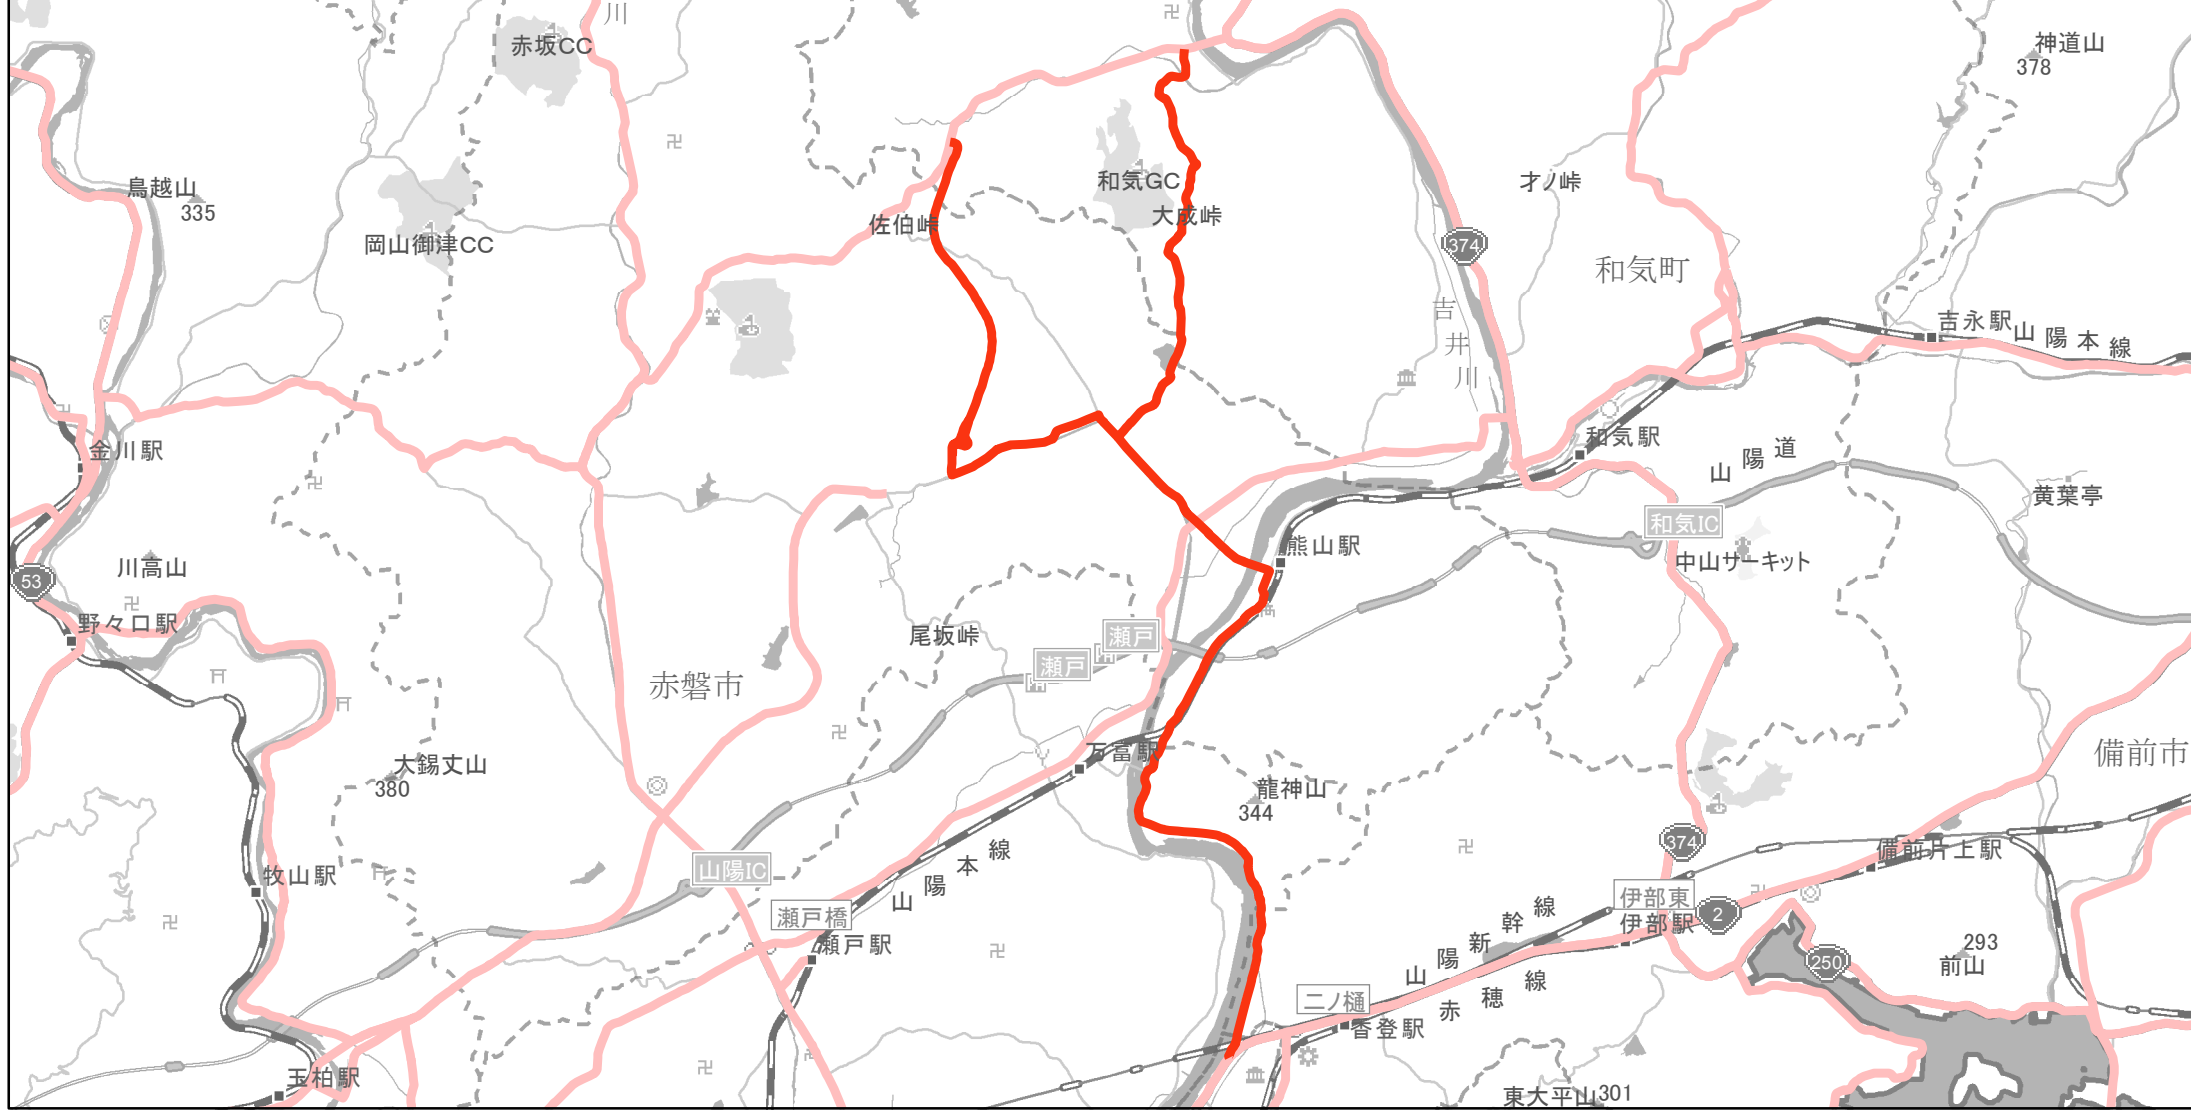 川
赤坂CC
神道山
378
鳥越山
335
岡山御津CC
和気GC
大成峠
佐伯峠
才ノ峠
374
和気町
吉井川
吉永駅
山陽本線
金川駅
和気駅
山陽道
黄葉亭
和気IC
中山サーキット
熊山駅
川高山
53
野々口駅
尾坂峠
瀬戸
瀬戸
PA
PA
赤磐市
万富駅
大錫丈山
380
龍神山
344
備前市
374
備前片上駅
山陽IC
牧山駅
山陽本線
瀬戸橋
瀬戸駅
伊部東
伊部駅
2
山陽新幹線
赤穂線
293
前山
250
二ノ樋
香登駅
玉柏駅
東大平山301